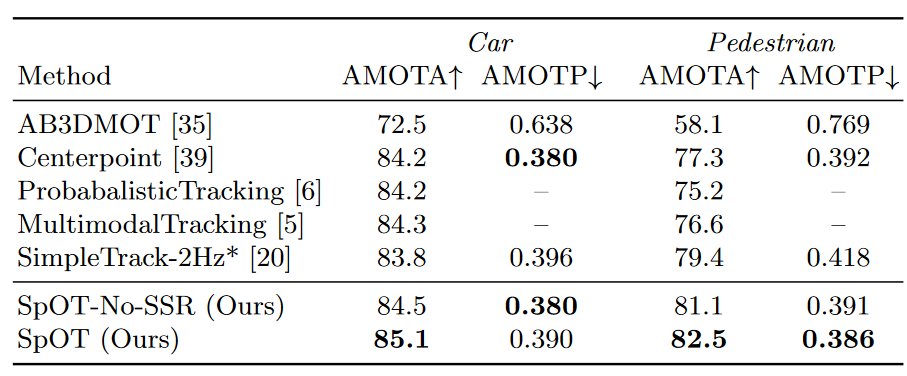 Car Pedestrian
Method AMOTA↑ AMOTP↓ AMOTA↑ AMOTP↓
AB3DMOT [35] 72.5 0.638 58.1 0.769
Centerpoint [39] 84.2 0.380 77.3 0.392
ProbabalisticTracking [6] 84.2 – 75.2 –
MultimodalTracking [5] 84.3 – 76.6 –
SimpleTrack-2Hz* [20] 83.8 0.396 79.4 0.418
SpOT-No-SSR (Ours) 84.5 0.380 81.1 0.391
SpOT (Ours) 85.1 0.390 82.5 0.386